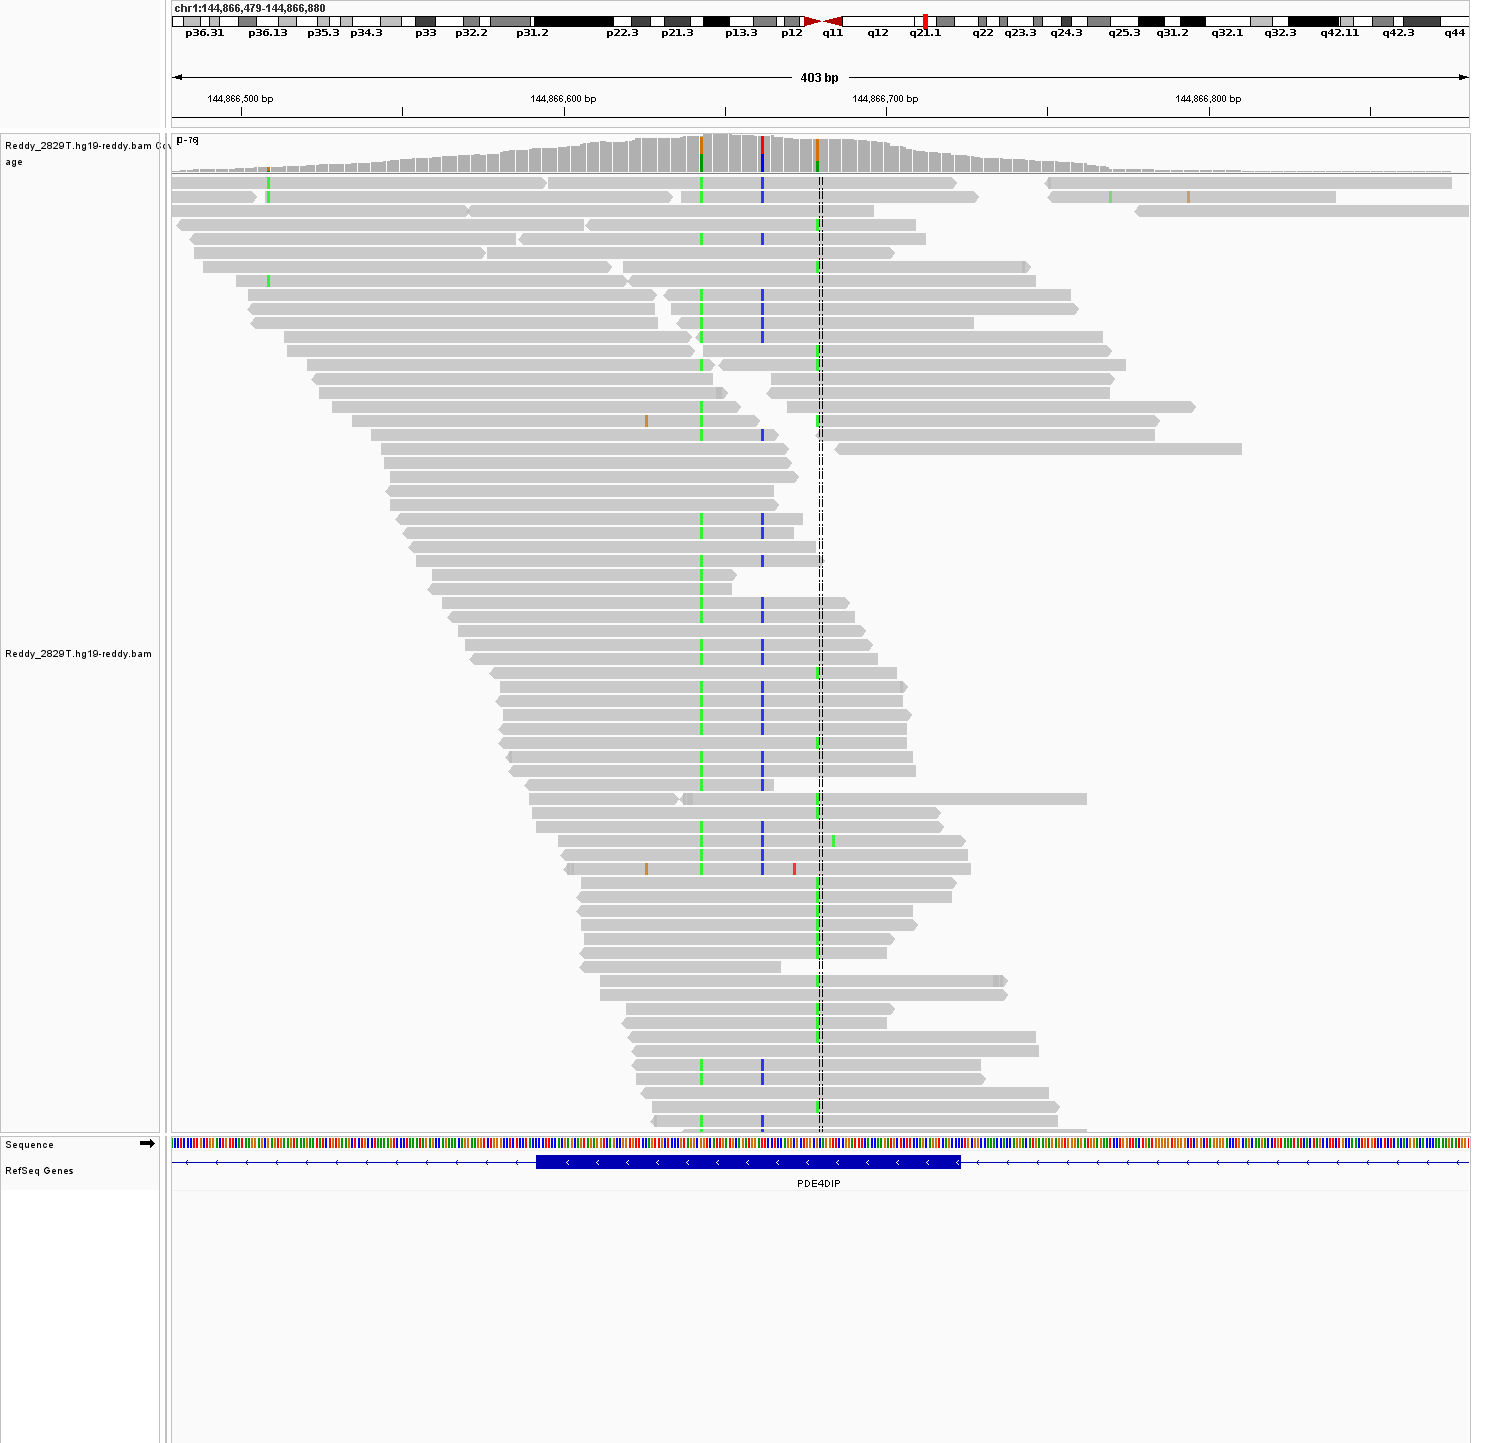 chr1:144,866,479-144,866,880
p36.31 p36.13 p35.3 p34.3 p33 p32.2 p31.2 p22.3 p21.3 p13.3 p12 q11 q12 q21.1 q22 q23.3 q24.3 q25.3 q31.2 q32.1 q32.3 q42.11 q42.3 q44
403 bp
144,866,500 bp 144,866,600 bp 144,866,700 bp 144,866,800 bp
Reddy_2829T.hg19-reddy.bam Cov
age
[0-76]
Reddy_2829T.hg19-reddy.bam
Sequence
RefSeq Genes
PDE4DIP